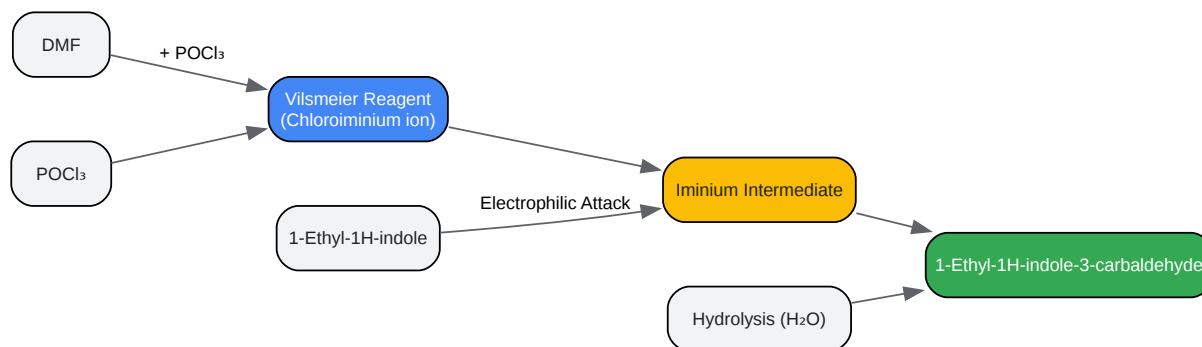 DMF
+ POCl₃
Vilsmeier Reagent
(Chloroiminium ion)
POCl₃
Iminium Intermediate
Electrophilic Attack
1-Ethyl-1H-indole
1-Ethyl-1H-indole-3-carbaldehyde
Hydrolysis (H₂O)